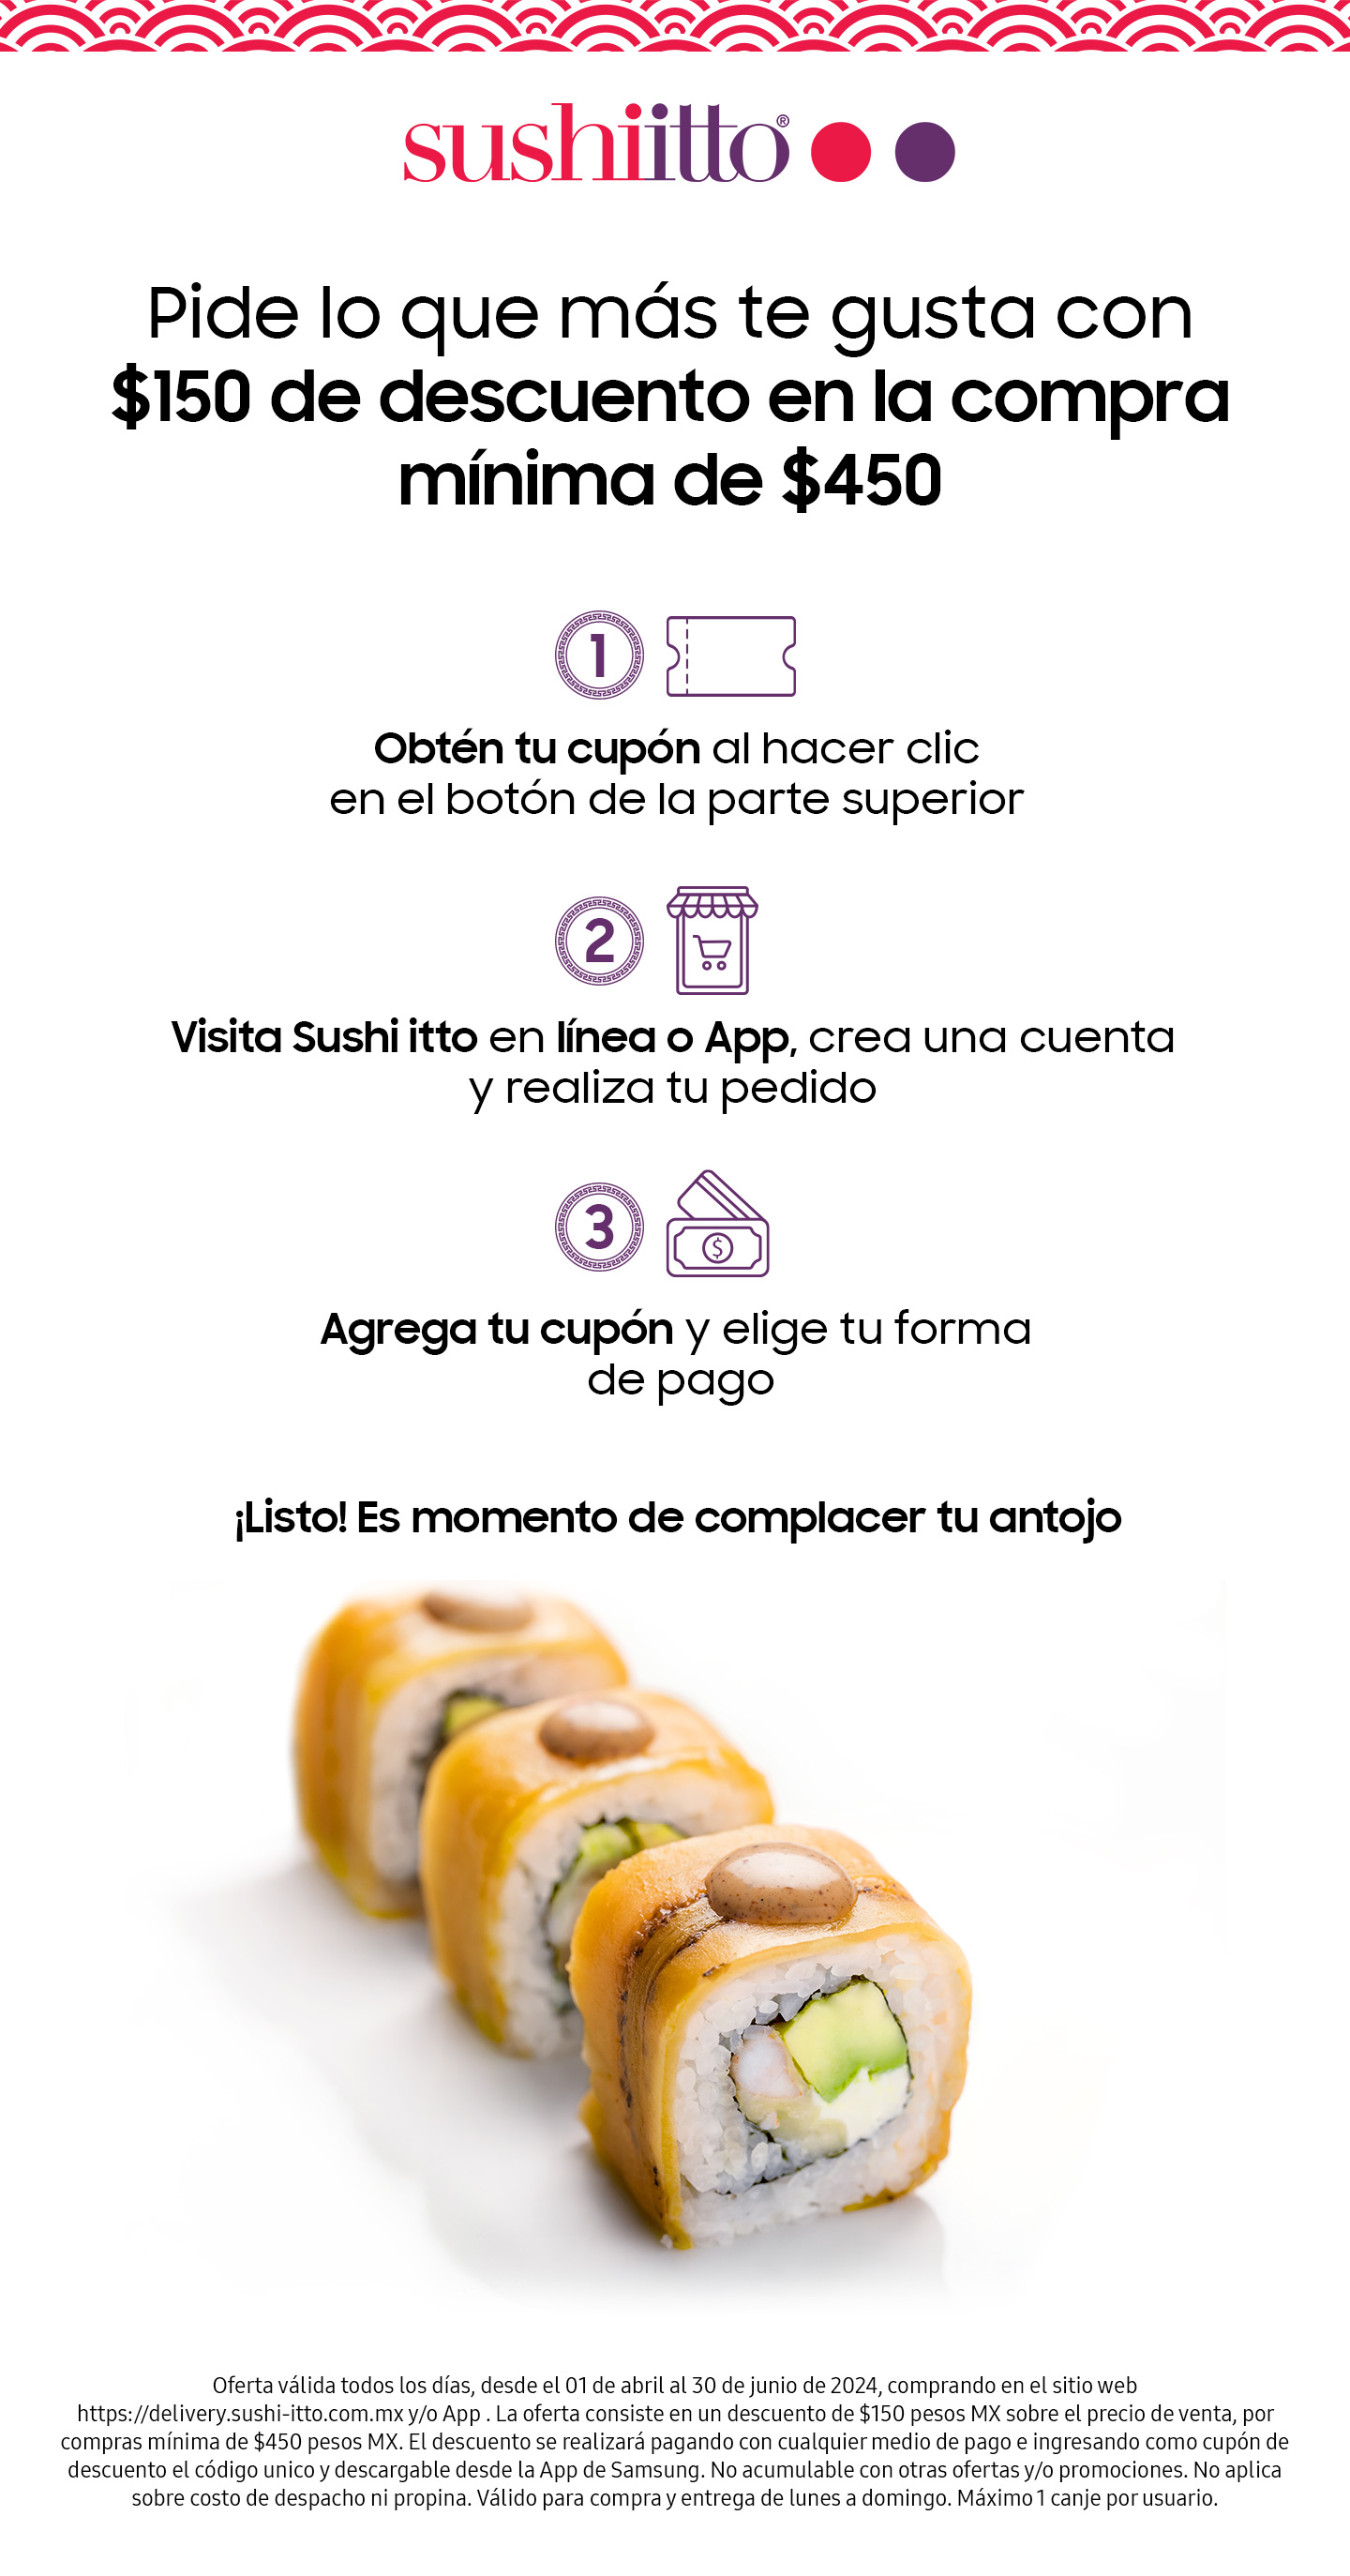 sushiitto®
Pide lo que más te gusta con
$150 de descuento en la compra
mínima de $450
1
Obtén tu cupón al hacer clic
en el botón de la parte superior
2
Visita Sushi itto en línea o App, crea una cuenta
y realiza tu pedido
3
$
Agrega tu cupón y elige tu forma
de pago
¡Listo! Es momento de complacer tu antojo
Oferta válida todos los días, desde el 01 de abril al 30 de junio de 2024, comprando en el sitio web
https://delivery.sushi-itto.com.mx y/o App . La oferta consiste en un descuento de $150 pesos MX sobre el precio de venta, por
compras mínima de $450 pesos MX. El descuento se realizará pagando con cualquier medio de pago e ingresando como cupón de
descuento el código unico y descargable desde la App de Samsung. No acumulable con otras ofertas y/o promociones. No aplica
sobre costo de despacho ni propina. Válido para compra y entrega de lunes a domingo. Máximo 1 canje por usuario.